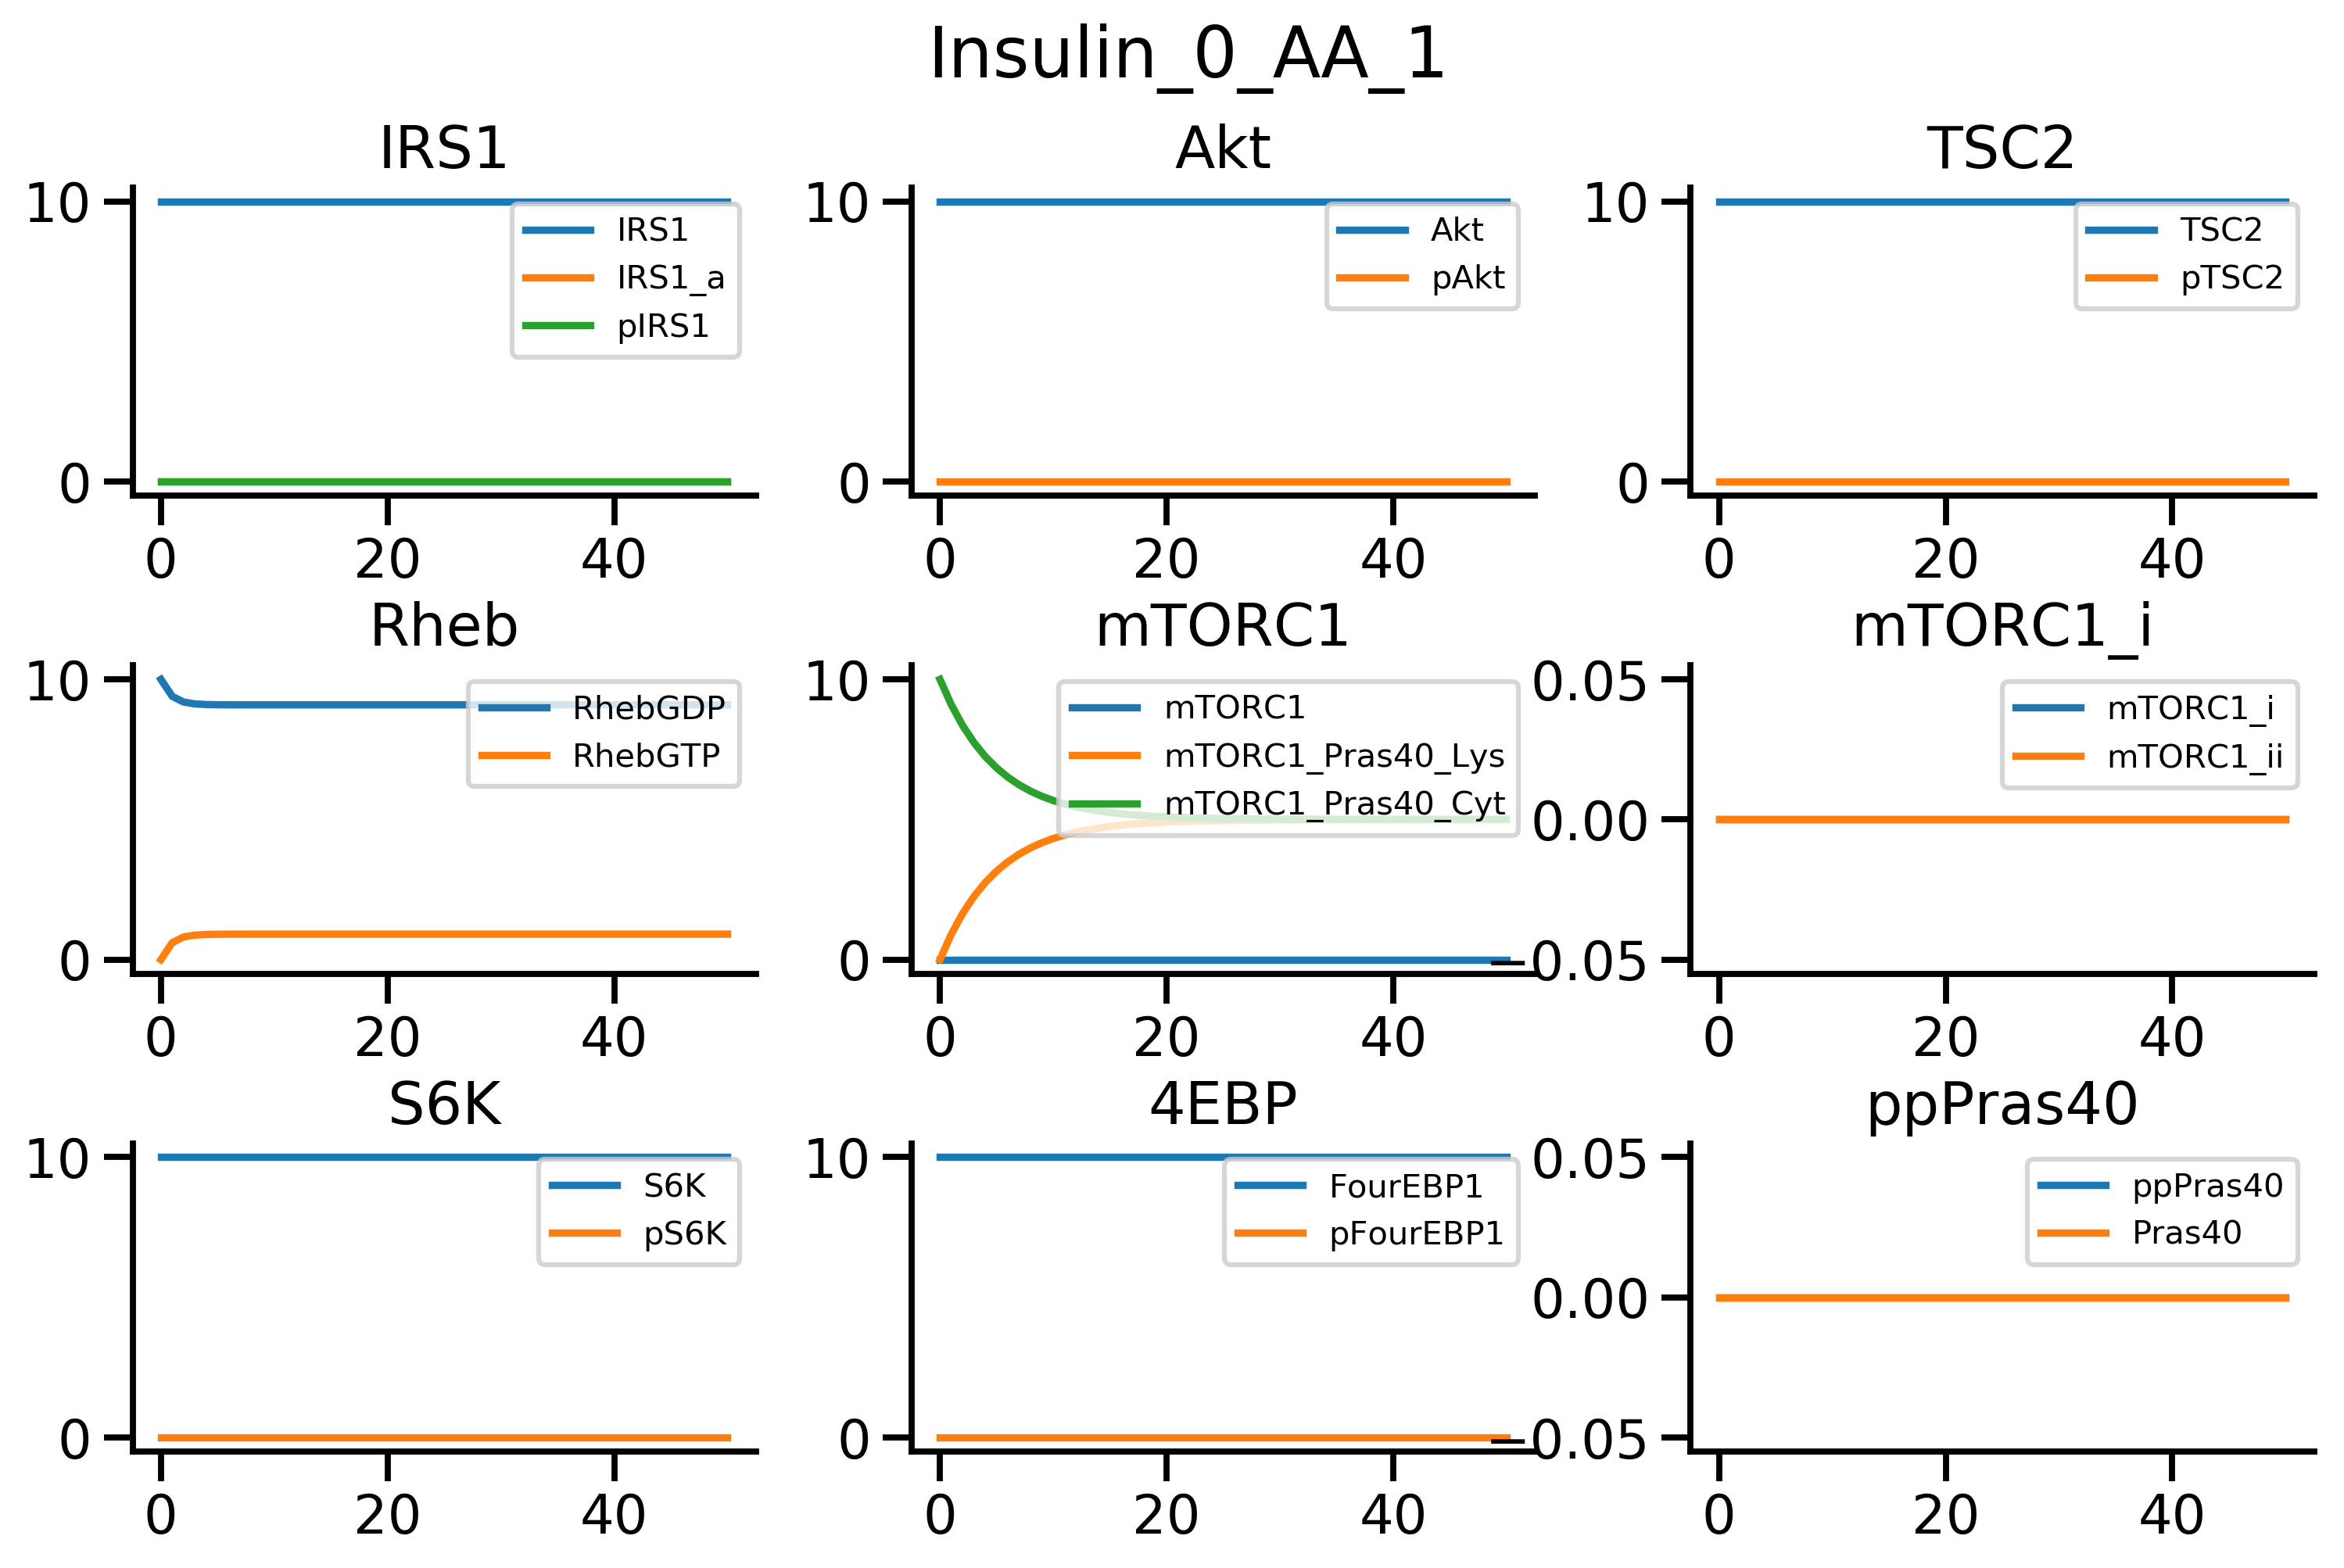 Insulin_0_AA_1
IRS1
10
0
0 20 40
IRS1
IRS1_a
pIRS1
Akt
10
0
0 20 40
Akt
pAkt
TSC2
10
0
0 20 40
TSC2
pTSC2
Rheb
10
0
0 20 40
RhebGDP
RhebGTP
mTORC1
10
0
0 20 40
mTORC1
mTORC1_Pras40_Lys
mTORC1_Pras40_Cyt
mTORC1_i
0.05
0.00
−0.05
0 20 40
mTORC1_i
mTORC1_ii
S6K
10
0
0 20 40
S6K
pS6K
4EBP
10
0
0 20 40
FourEBP1
pFourEBP1
ppPras40
0.05
0.00
−0.05
0 20 40
ppPras40
Pras40